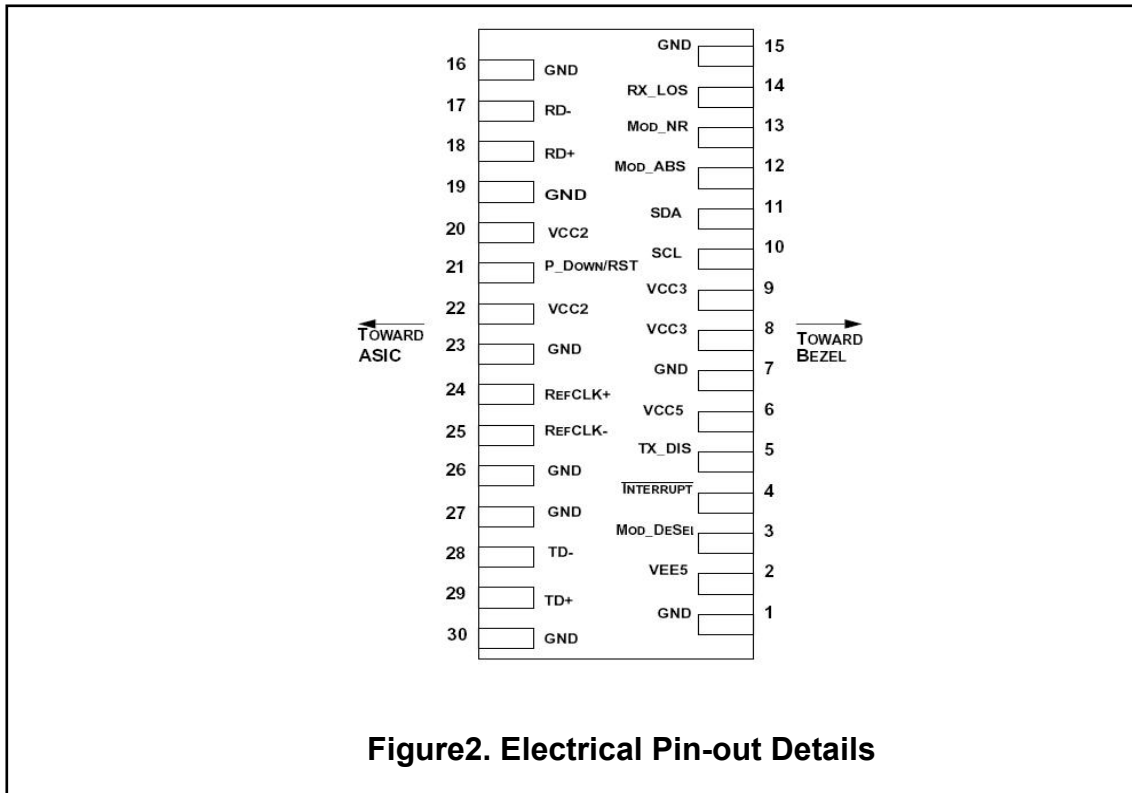 GND 15
16 GND
RX_LOS 14
17 RD-
MOD_NR 13
18 RD+
MOD_ABS 12
19 GND
SDA 11
20 VCC2
SCL 10
21 P_DOWN/RST
VCC3 9
22 VCC2
VCC3 8
TOWARD ASIC
TOWARD BEZEL
23 GND
GND 7
24 REFCLK+
VCC5 6
25 REFCLK-
TX_DIS 5
26 GND
INTERRUPT 4
27 GND
MOD_DESEl 3
28 TD-
VEE5 2
29 TD+
GND 1
30 GND
Figure2. Electrical Pin-out Details